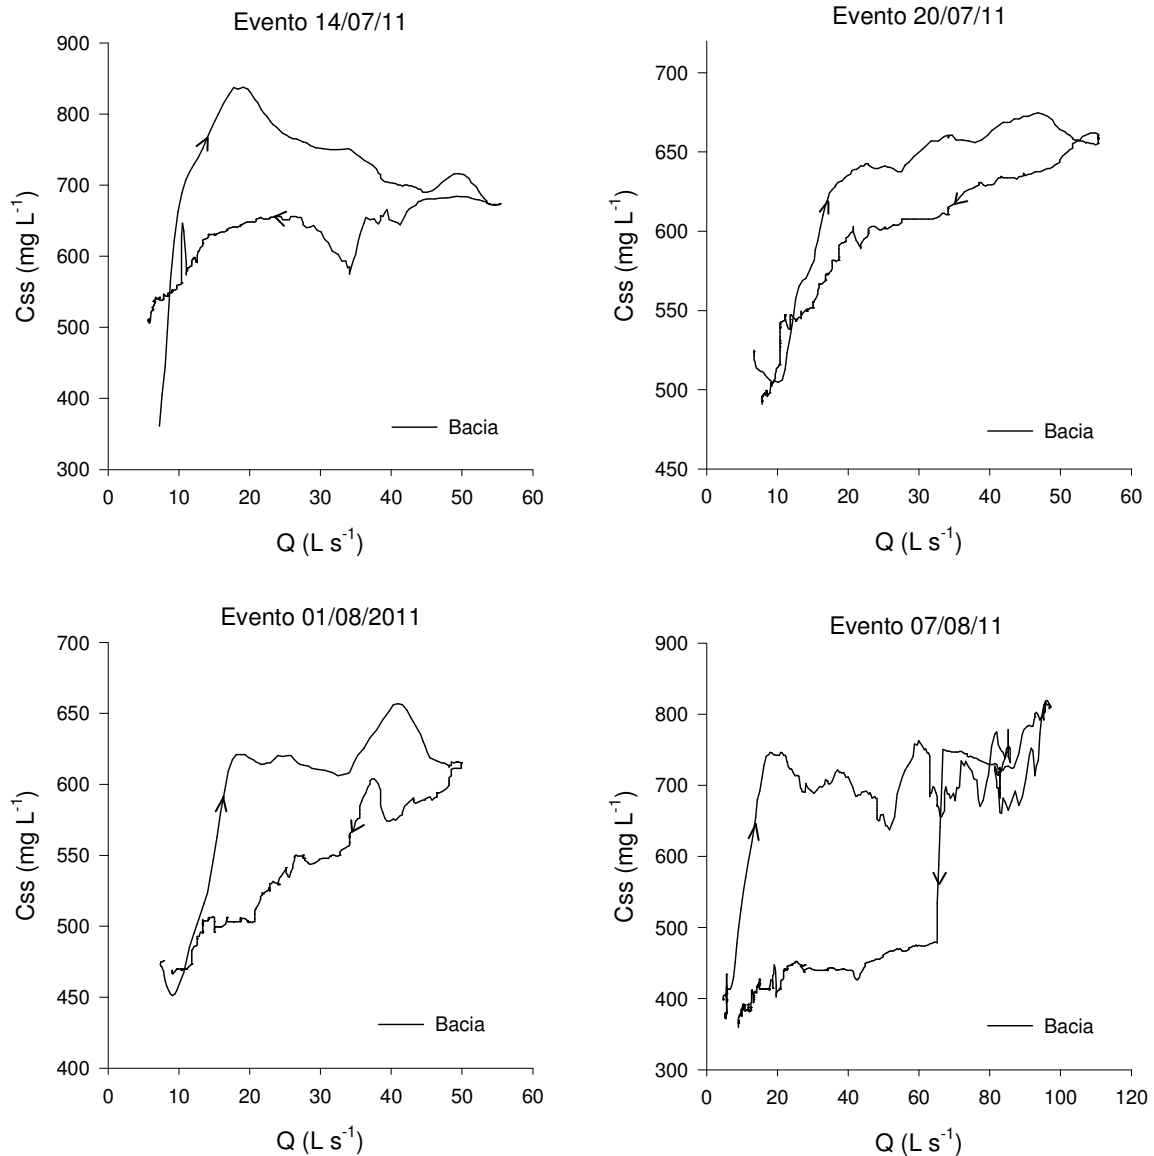 Evento 14/07/11
900
800
700
600
500
400
300
Css (mg L⁻¹)
0 10 20 30 40 50 60
Q (L s⁻¹)
Bacia
Evento 20/07/11
700
650
600
550
500
450
Css (mg L⁻¹)
0 10 20 30 40 50 60
Q (L s⁻¹)
Bacia
Evento 01/08/2011
700
650
600
550
500
450
400
Css (mg L⁻¹)
0 10 20 30 40 50 60
Q (L s⁻¹)
Bacia
Evento 07/08/11
900
800
700
600
500
400
300
Css (mg L⁻¹)
0 20 40 60 80 100 120
Q (L s⁻¹)
Bacia